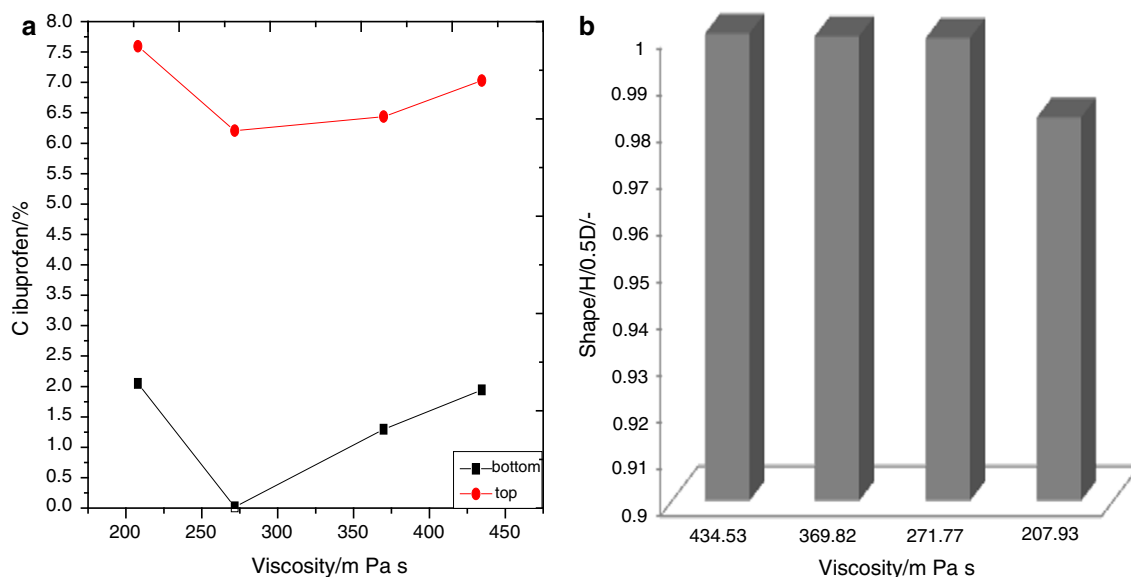 a
8.0
7.5
7.0
6.5
6.0
5.5
5.0
4.5
4.0
3.5
3.0
2.5
2.0
1.5
1.0
0.5
0.0
C ibuprofen/%
200 250 300 350 400 450
Viscosity/m Pa s
bottom
top
b
1
0.99
0.98
0.97
0.96
0.95
0.94
0.93
0.92
0.91
0.9
Shape/H/0.5D/-
434.53 369.82 271.77 207.93
Viscosity/m Pa s